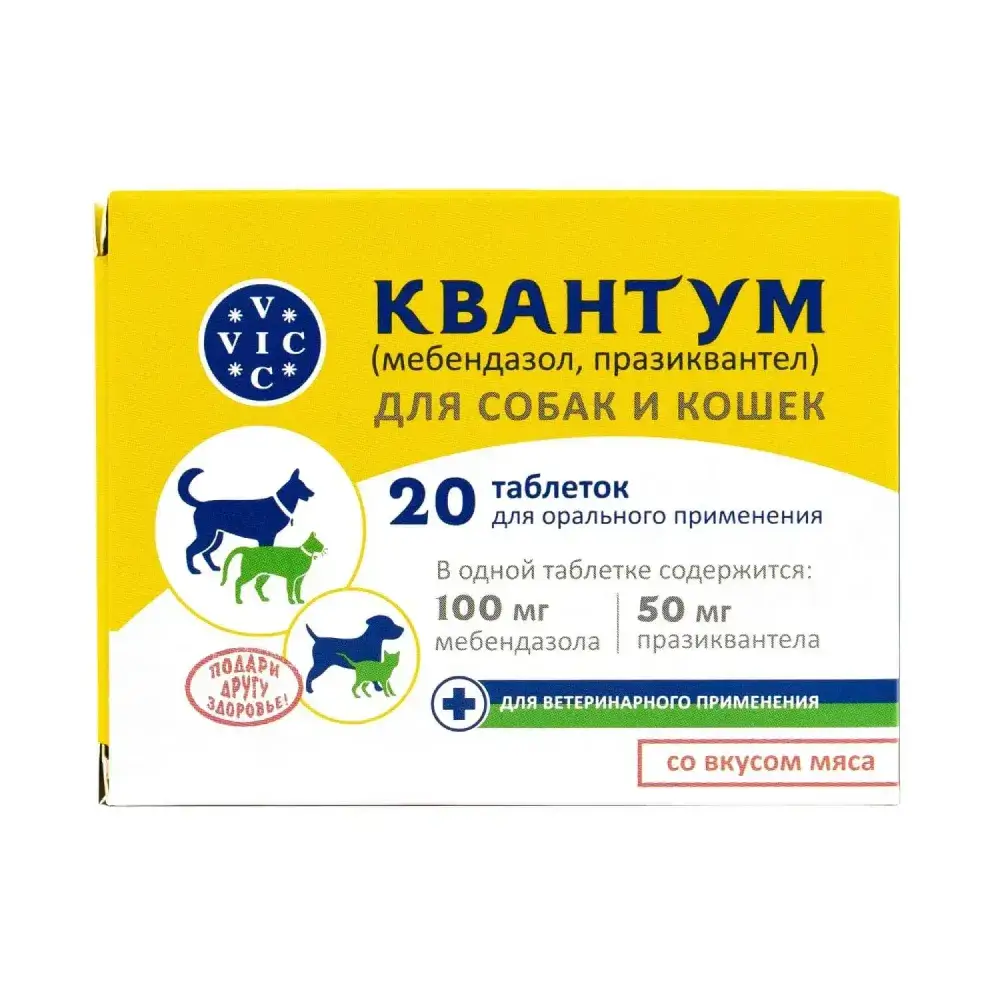 V
VIC
C
КВАНТУМ
(мебендазол, празиквантел)
ДЛЯ СОБАК И КОШЕК
20 таблеток
для орального применения
В одной таблетке содержится:
100 мг
мебендазола
50 мг
празиквантела
ПОДАРИ
ДРУГУ
ЗДОРОВЬЕ!
ДЛЯ ВЕТЕРИНАРНОГО ПРИМЕНЕНИЯ
со вкусом мяса